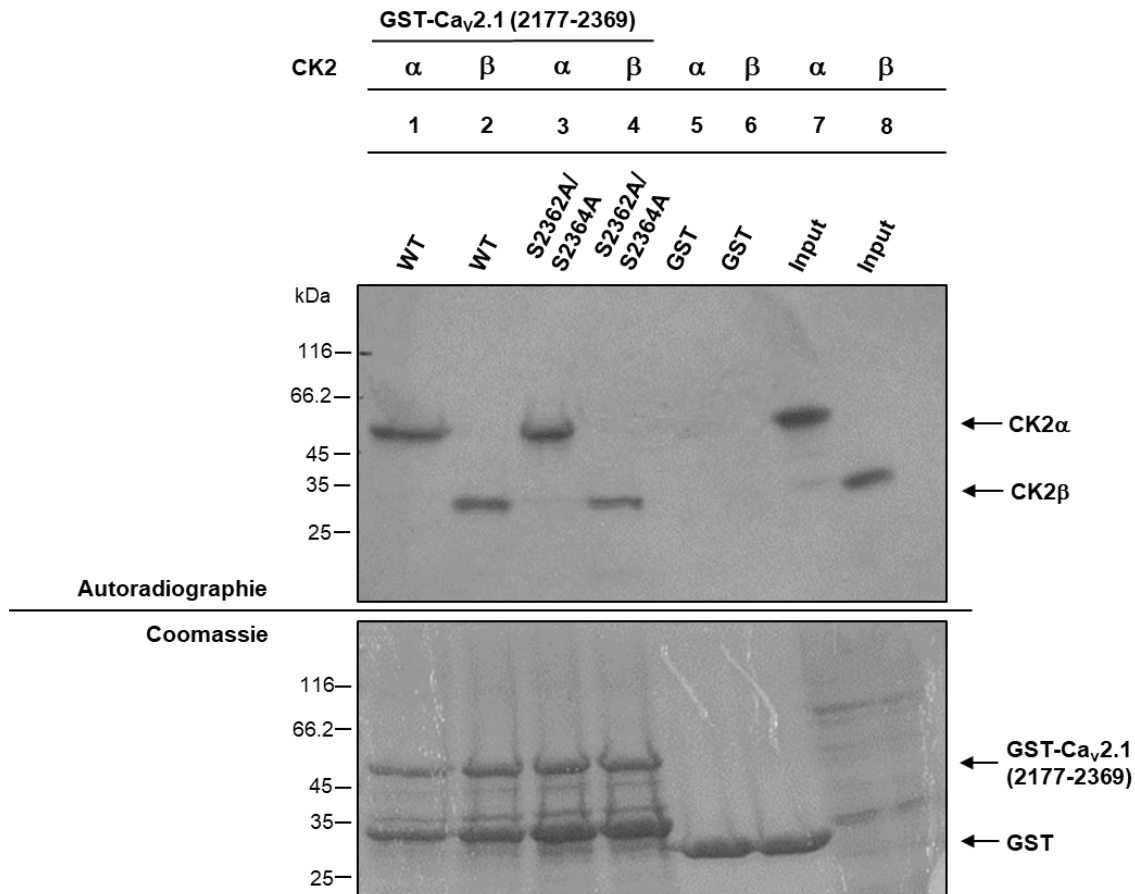 GST-CaV2.1 (2177-2369)
CK2 α β α β α β α β
1 2 3 4 5 6 7 8
WT WT S2362A/ S2364A S2362A/ S2364A GST GST Input Input
kDa
116
66.2
CK2α
45
35
CK2β
25
Autoradiographie
Coomassie
116
66.2
GST-CaV2.1
(2177-2369)
45
35
GST
25